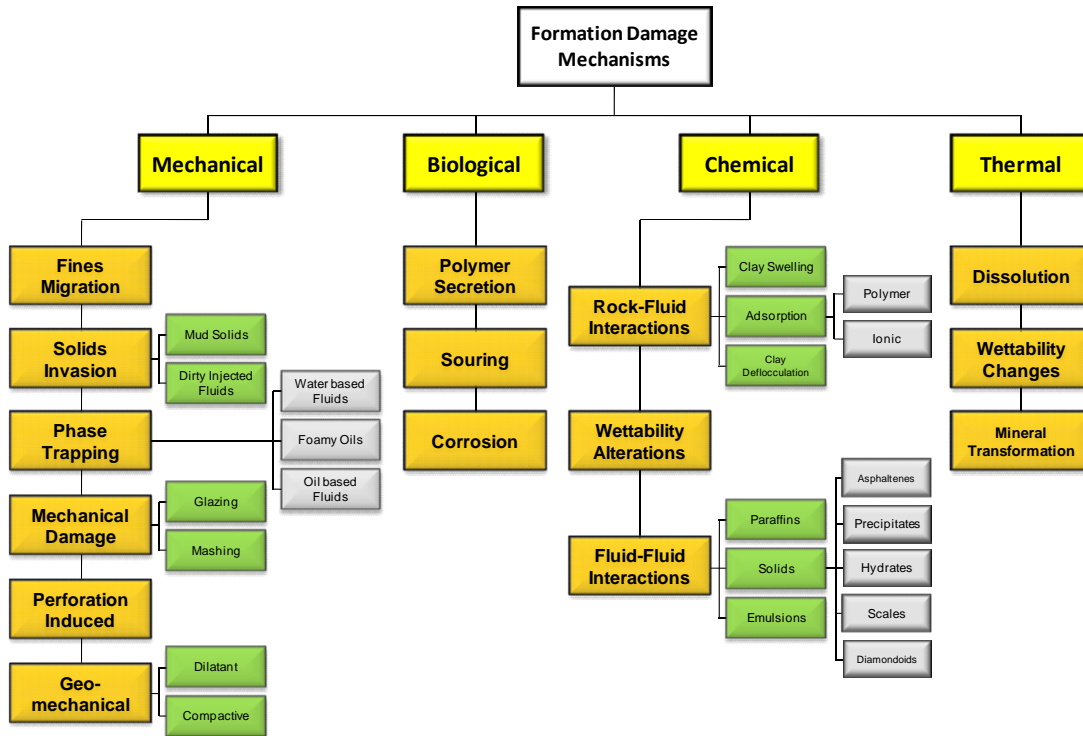 Formation Damage
Mechanisms
Mechanical
Biological
Chemical
Thermal
Fines
Migration
Solids
Invasion
Mud Solids
Dirty Injected
Fluids
Phase
Trapping
Water based
Fluids
Foamy Oils
Oil based
Fluids
Mechanical
Damage
Glazing
Mashing
Perforation
Induced
Geo-
mechanical
Dilatant
Compactive
Polymer
Secretion
Souring
Corrosion
Rock-Fluid
Interactions
Clay Swelling
Adsorption
Polymer
Ionic
Clay
Deflocculation
Wettability
Alterations
Fluid-Fluid
Interactions
Paraffins
Solids
Emulsions
Asphaltenes
Precipitates
Hydrates
Scales
Diamondoids
Dissolution
Wettability
Changes
Mineral
Transformation